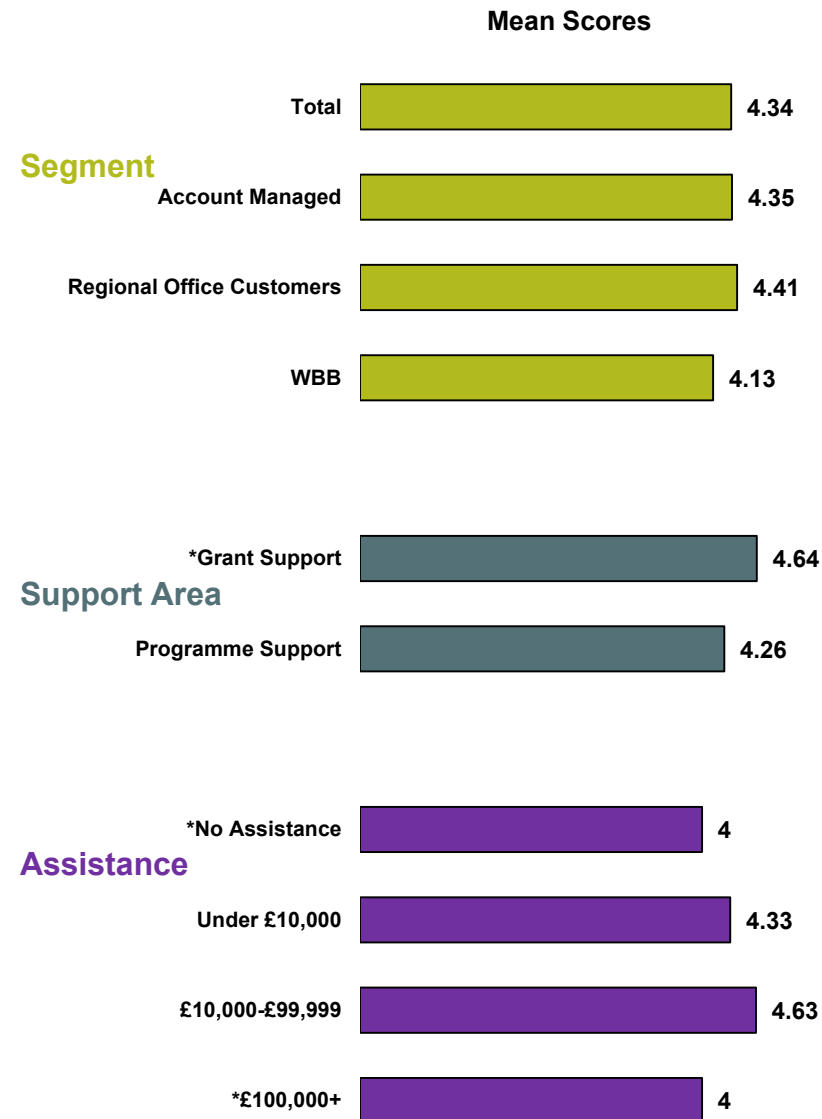 Mean Scores
Total 4.34
Segment
Account Managed 4.35
Regional Office Customers 4.41
WBB 4.13
*Grant Support 4.64
Support Area
Programme Support 4.26
*No Assistance 4
Assistance
Under £10,000 4.33
£10,000-£99,999 4.63
*£100,000+ 4